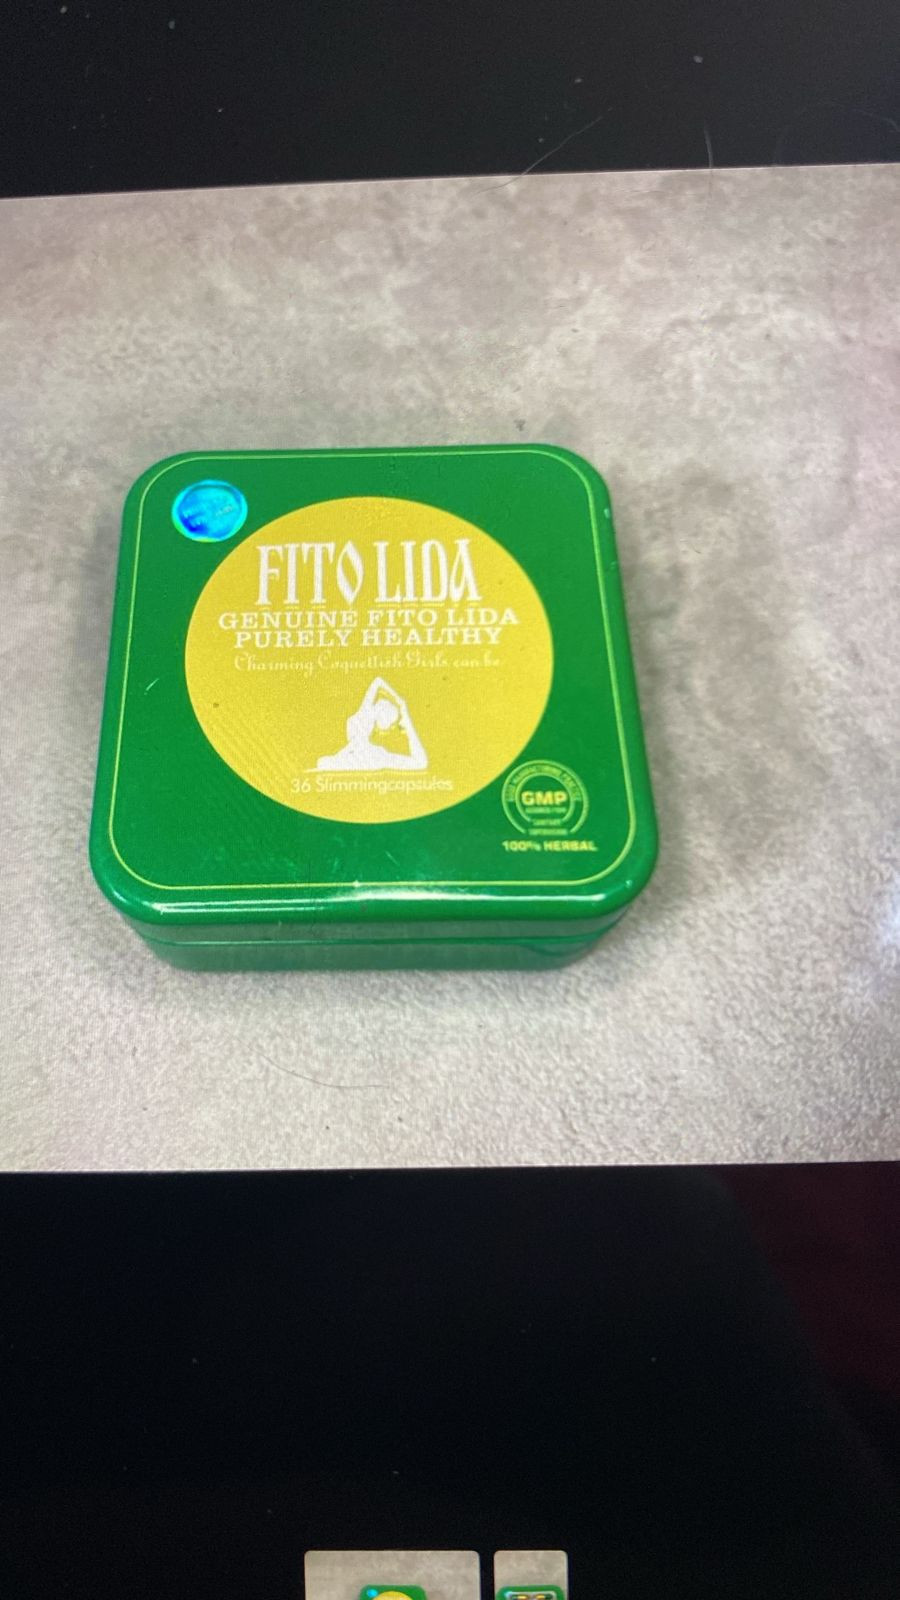 FITO LIDA
GENUINE FITO LIDA
PURELY HEALTHY
Charming Coquettish Girls can be
36 Slimmingcapsules
GMP
100% HERBAL